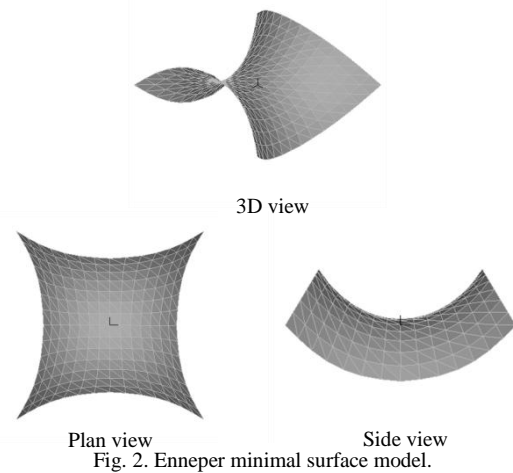 3D view
Plan view
Side view
Fig. 2. Enneper minimal surface model.